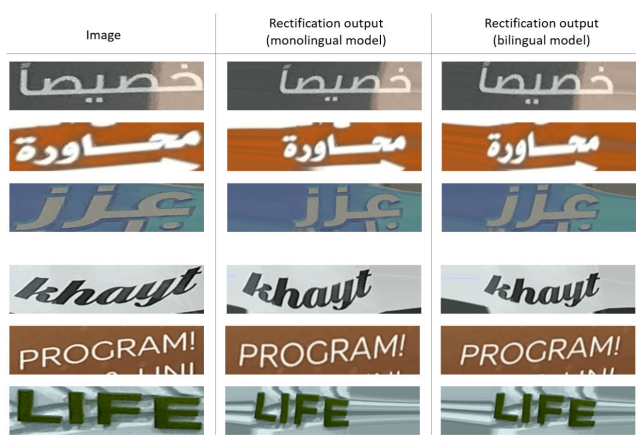 Image
Rectification output
(monolingual model)
Rectification output
(bilingual model)
خصيصاً
خصيصاً
خصيصاً
محاورة
محاورة
محاورة
عزز
عزز
عزز
khayt
khayt
khayt
PROGRAM!
PROGRAM!
PROGRAM!
LIFE
LIFE
LIFE